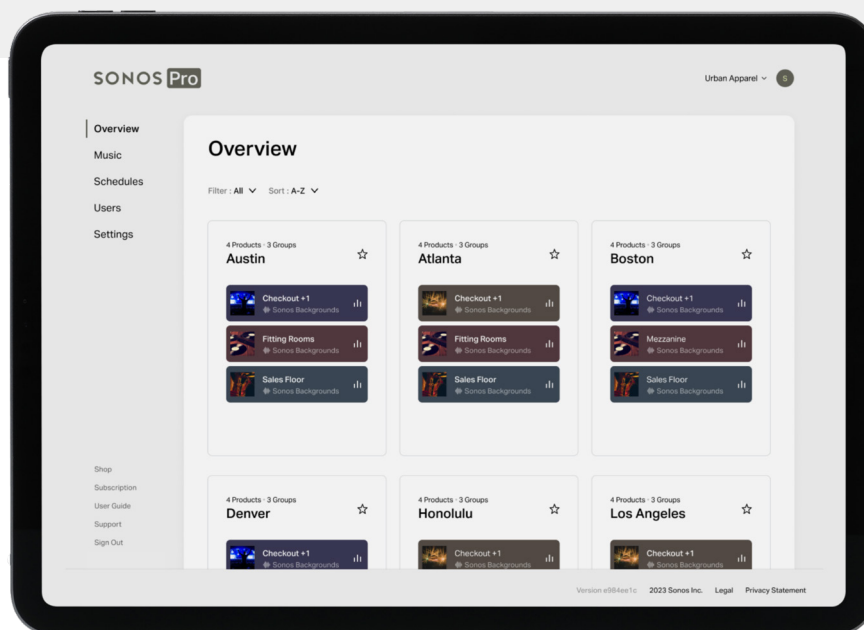 SONOS Pro
Urban Apparel
S
Overview
Music
Schedules
Users
Settings
Shop
Subscription
User Guide
Support
Sign Out
Overview
Filter : All
Sort : A-Z
4 Products · 3 Groups
Austin
Checkout +1
Sonos Backgrounds
Fitting Rooms
Sonos Backgrounds
Sales Floor
Sonos Backgrounds
4 Products · 3 Groups
Atlanta
Checkout +1
Sonos Backgrounds
Fitting Rooms
Sonos Backgrounds
Sales Floor
Sonos Backgrounds
4 Products · 3 Groups
Boston
Checkout +1
Sonos Backgrounds
Mezzanine
Sonos Backgrounds
Sales Floor
Sonos Backgrounds
4 Products · 3 Groups
Denver
Checkout +1
Sonos Backgrounds
4 Products · 3 Groups
Honolulu
Checkout +1
Sonos Backgrounds
4 Products · 3 Groups
Los Angeles
Checkout +1
Sonos Backgrounds
Version e984ee1c
2023 Sonos Inc.
Legal
Privacy Statement